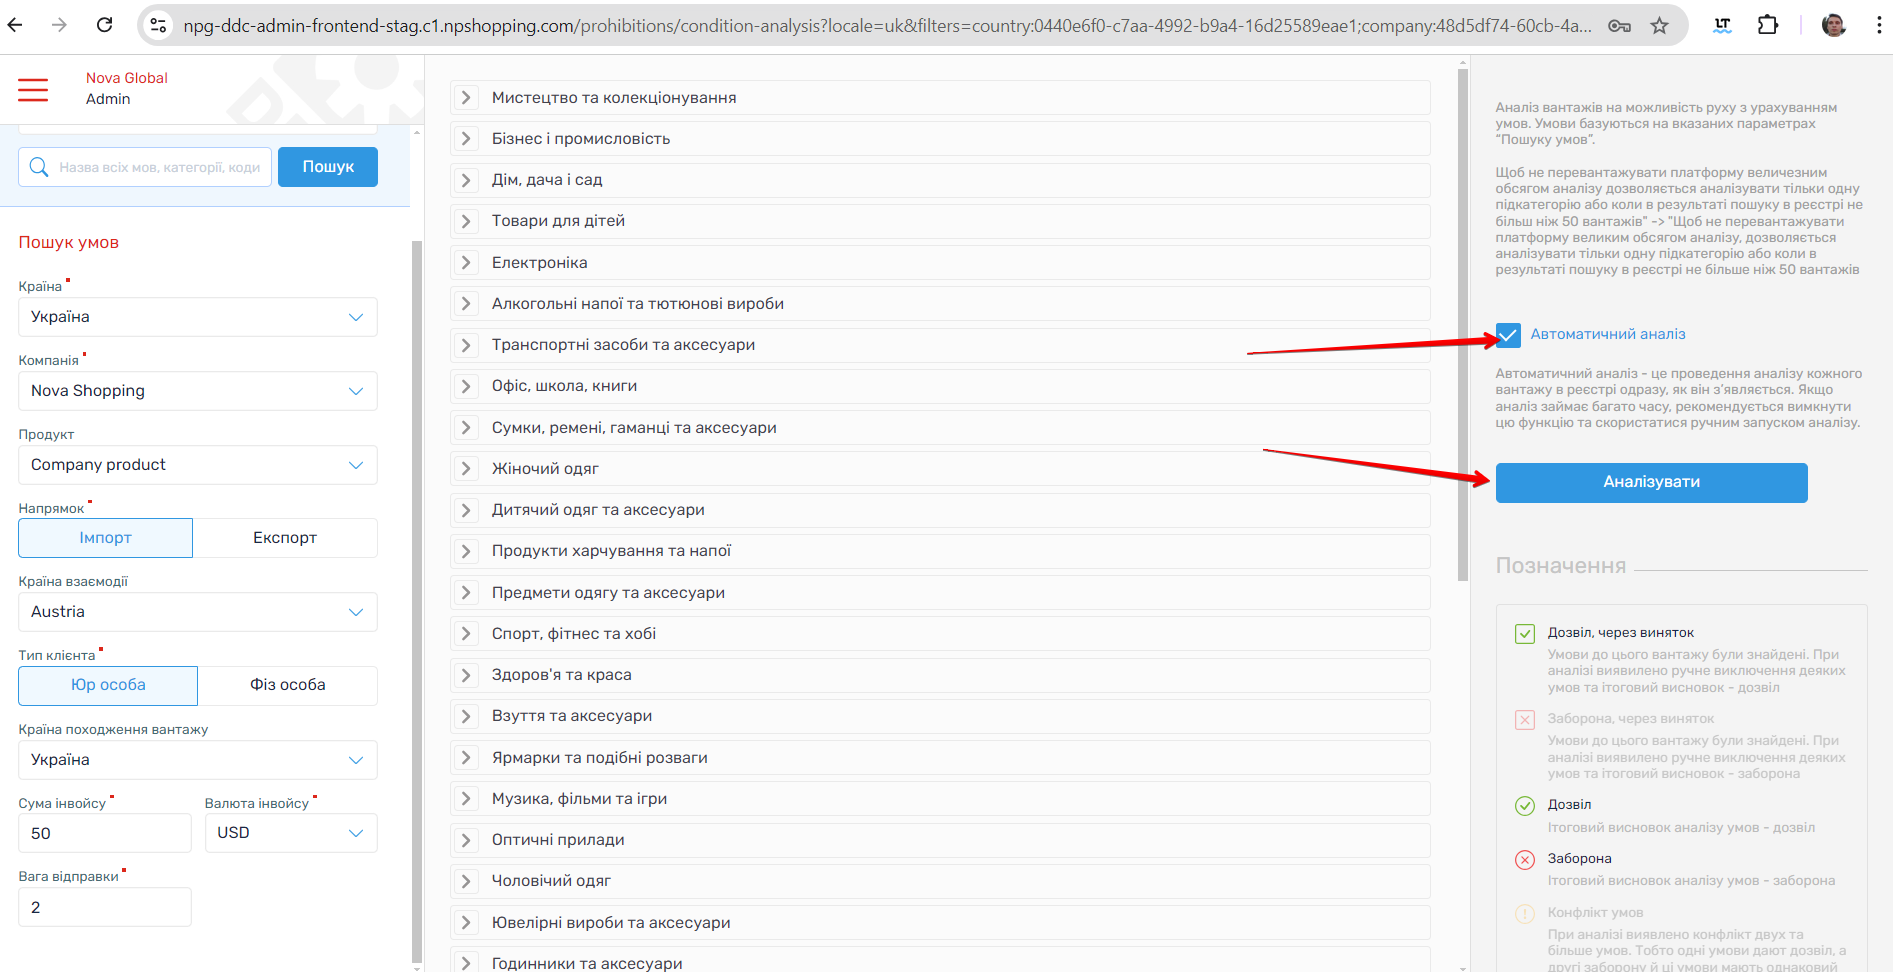 npg-ddc-admin-frontend-stag.c1.npshopping.com/prohibitions/condition-analysis?locale=uk&filters=country:0440e6f0-c7aa-4992-b9a4-16d25589eae1;company:48d5df74-60cb-4a...
LT
Nova Global
Admin
Назва всіх мов, категорії, коди
Пошук
Пошук умов
Країна
Україна
Компанія
Nova Shopping
Продукт
Company product
Напрямок
Імпорт
Експорт
Країна взаємодії
Austria
Тип клієнта
Юр особа
Фіз особа
Країна походження вантажу
Україна
Сума інвойсу
Валюта інвойсу
50
USD
Вага відправки
2
Мистецтво та колекціонування
Бізнес і промисловість
Дім, дача і сад
Товари для дітей
Електроніка
Алкогольні напої та тютюнові вироби
Транспортні засоби та аксесуари
Офіс, школа, книги
Сумки, ремені, гаманці та аксесуари
Жіночий одяг
Дитячий одяг та аксесуари
Продукти харчування та напої
Предмети одягу та аксесуари
Спорт, фітнес та хобі
Здоров'я та краса
Взуття та аксесуари
Ярмарки та подібні розваги
Музика, фільми та ігри
Оптичні прилади
Чоловічий одяг
Ювелірні вироби та аксесуари
Годинники та аксесуари
Аналіз вантажів на можливість руху з урахуванням
умов. Умови базуються на вказаних параметрах
"Пошуку умов".
Щоб не перевантажувати платформу величезним
обсягом аналізу дозволяється аналізувати тільки одну
підкатегорію або коли в результаті пошуку в реєстрі не
більш ніж 50 вантажів" -> "Щоб не перевантажувати
платформу великим обсягом аналізу, дозволяється
аналізувати тільки одну підкатегорію або коли в
результаті пошуку в реєстрі не більше ніж 50 вантажів
Автоматичний аналіз
Автоматичний аналіз - це проведення аналізу кожного
вантажу в реєстрі одразу, як він з'являється. Якщо
аналіз займає багато часу, рекомендується вимкнути
цю функцію та скористатися ручним запуском аналізу.
Аналізувати
Позначення
Дозвіл, через виняток
Умови до цього вантажу були знайдені. При
аналізі виявлено ручне виключення деяких
умов та ітоговий висновок - дозвіл
Заборона, через виняток
Умови до цього вантажу були знайдені. При
аналізі виявлено ручне виключення деяких
умов та ітоговий висновок - заборона
Дозвіл
Ітоговий висновок аналізу умов - дозвіл
Заборона
Ітоговий висновок аналізу умов - заборона
Конфлікт умов
При аналізі виявлено конфлікт двух та
більше умов. Тобто одні умови дають дозвіл, а
другі заборону й ці умови мають однаковий